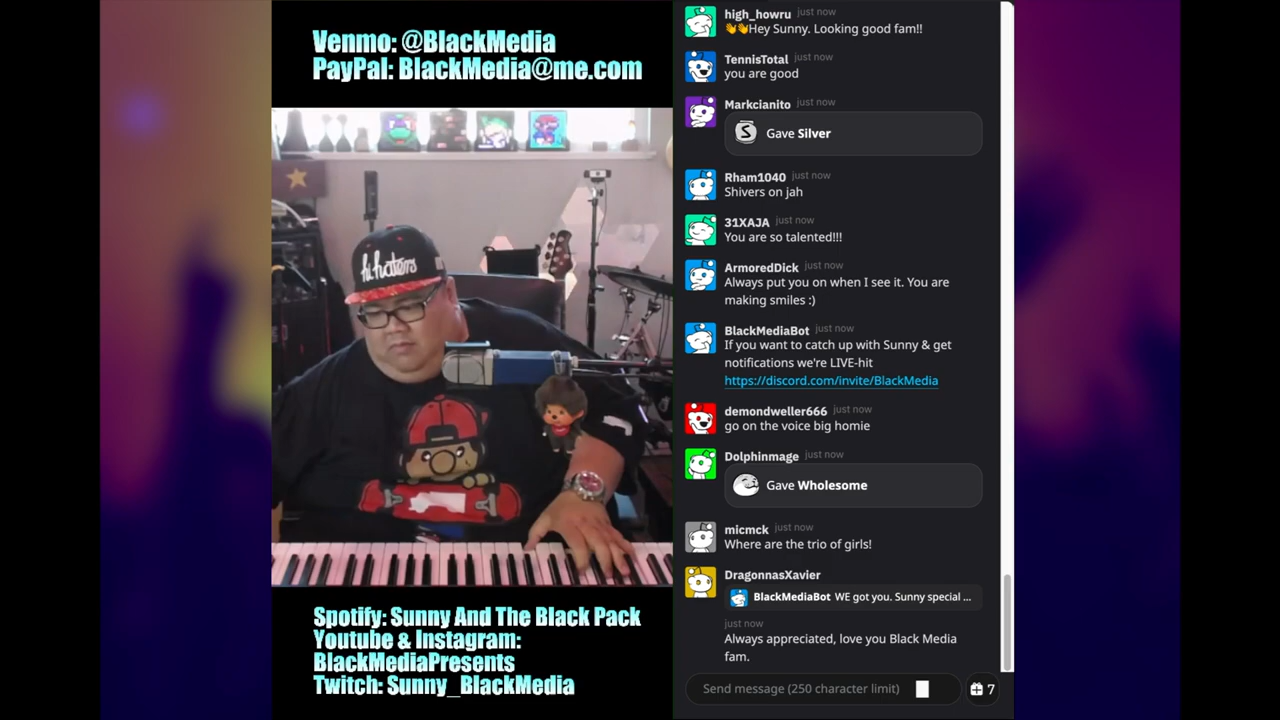 Venmo: @BlackMedia
PayPal: BlackMedia@me.com
hi haters
Spotify: Sunny And The Black Pack
Youtube & Instagram:
BlackMediaPresents
Twitch: Sunny_BlackMedia
high_howru just now
👋👋Hey Sunny. Looking good fam!!
TennisTotal just now
you are good
Markcianito just now
S Gave Silver
Rham1040 just now
Shivers on jah
31XAJA just now
You are so talented!!!
ArmoredDick just now
Always put you on when I see it. You are
making smiles :)
BlackMediaBot just now
If you want to catch up with Sunny & get
notifications we're LIVE-hit
https://discord.com/invite/BlackMedia
demondweller666 just now
go on the voice big homie
Dolphinmage just now
Gave Wholesome
micmck just now
Where are the trio of girls!
DragonnasXavier
BlackMediaBot WE got you. Sunny special ...
just now
Always appreciated, love you Black Media
fam.
Send message (250 character limit) 7